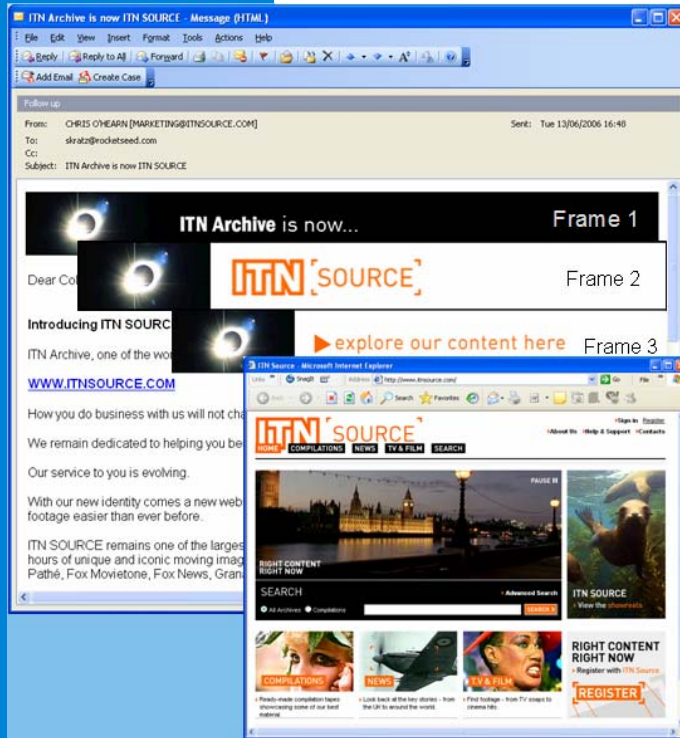 ITN Archive is now ITN SOURCE - Message (HTML)
File Edit View Insert Format Tools Actions Help
Reply Reply to All Forward
Add Email Create Case
Follow up
From: CHRIS O'HEARN [MARKETING@ITNSOURCE.COM] Sent: Tue 13/06/2006 16:48
To: skratz@rocketseed.com
Cc:
Subject: ITN Archive is now ITN SOURCE
ITN Archive is now... Frame 1
Dear Col
ITN [SOURCE] Frame 2
Introducing ITN SOURC
explore our content here Frame 3
ITN Archive, one of the wor
WWW.ITNSOURCE.COM
How you do business with us will not cha
We remain dedicated to helping you be
Our service to you is evolving.
With our new identity comes a new web
footage easier than ever before.
ITN SOURCE remains one of the larges
hours of unique and iconic moving imag
Pathé, Fox Movietone, Fox News, Grana
ITN Source - Microsoft Internet Explorer
Links SnagIt Address http://www.itnsource.com/ Go File
Search Favorites
ITN [SOURCE]
Sign in Register
About Us Help & Support Contacts
HOME COMPILATIONS NEWS TV & FILM SEARCH
PAUSE
RIGHT CONTENT
RIGHT NOW
SEARCH Advanced Search
All Archives Compilations SEARCH
ITN SOURCE
View the showreels
COMPILATIONS
Ready-made compilation tapes
showcasing some of our best
material.
NEWS
Look back at the key stories - from
the UK to around the world.
T.V & FILM
Find footage - from TV soaps to
cinema hits.
RIGHT CONTENT
RIGHT NOW
Register with ITN Source
[REGISTER]